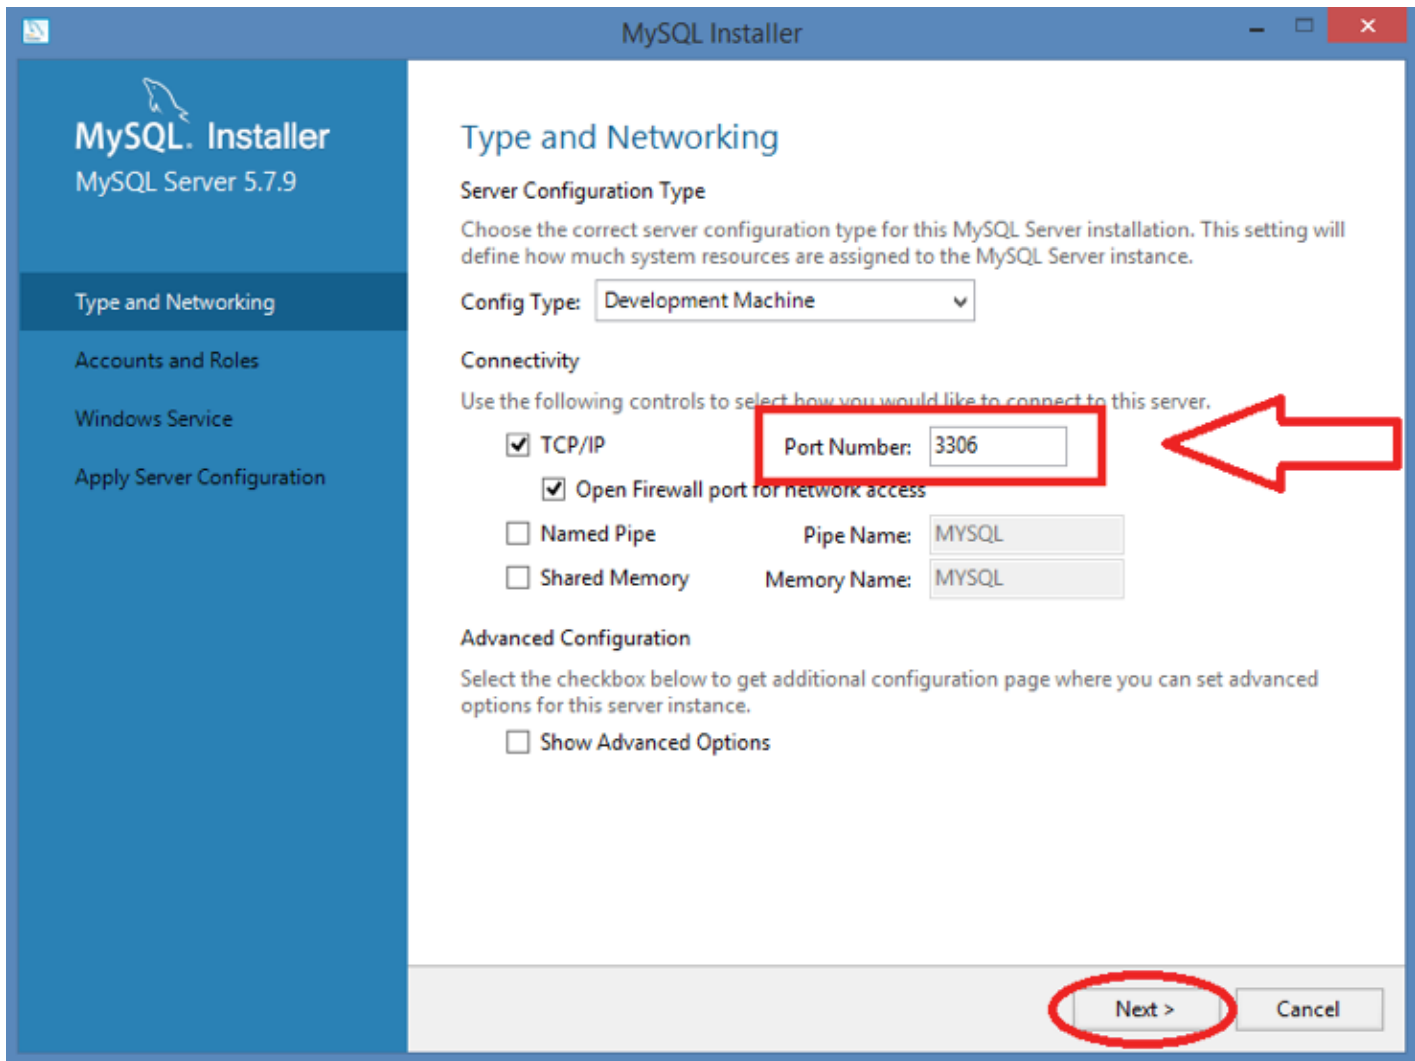 MySQL Installer
MySQL. Installer
MySQL Server 5.7.9
Type and Networking
Accounts and Roles
Windows Service
Apply Server Configuration
Type and Networking
Server Configuration Type
Choose the correct server configuration type for this MySQL Server installation. This setting will
define how much system resources are assigned to the MySQL Server instance.
Config Type: Development Machine
Connectivity
Use the following controls to select how you would like to connect to this server.
TCP/IP Port Number: 3306
Open Firewall port for network access
Named Pipe Pipe Name: MYSQL
Shared Memory Memory Name: MYSQL
Advanced Configuration
Select the checkbox below to get additional configuration page where you can set advanced
options for this server instance.
Show Advanced Options
Next > Cancel